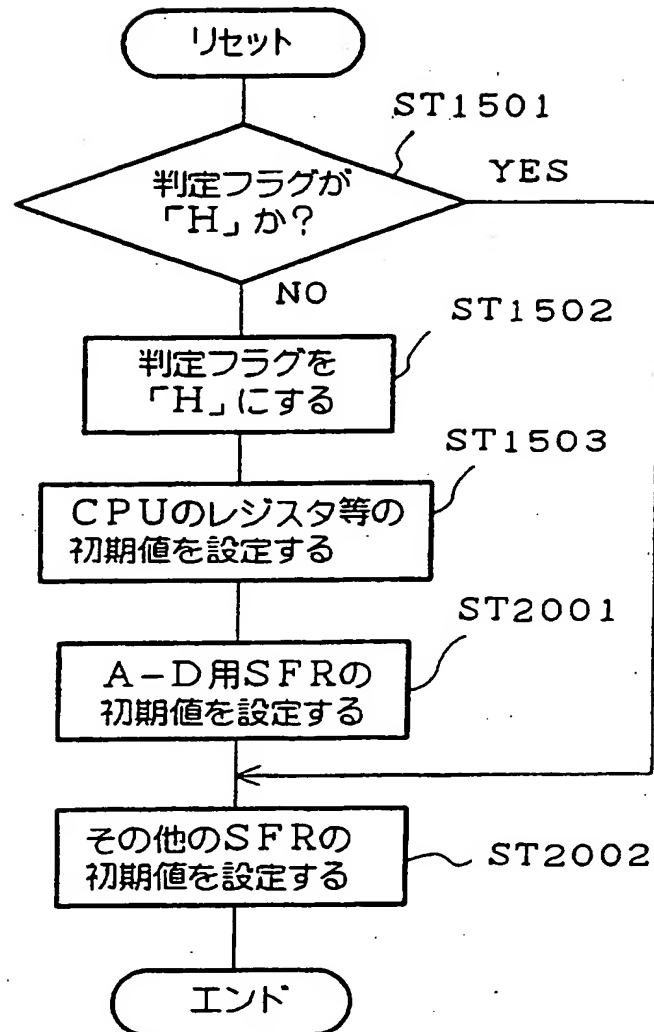 リセット
ST1501
判定フラグが
「H」か?
YES
NO
ST1502
判定フラグを
「H」にする
ST1503
CPUのレジスタ等の
初期値を設定する
ST2001
A-D用SFRの
初期値を設定する
その他のSFRの
初期値を設定する
ST2002
エンド